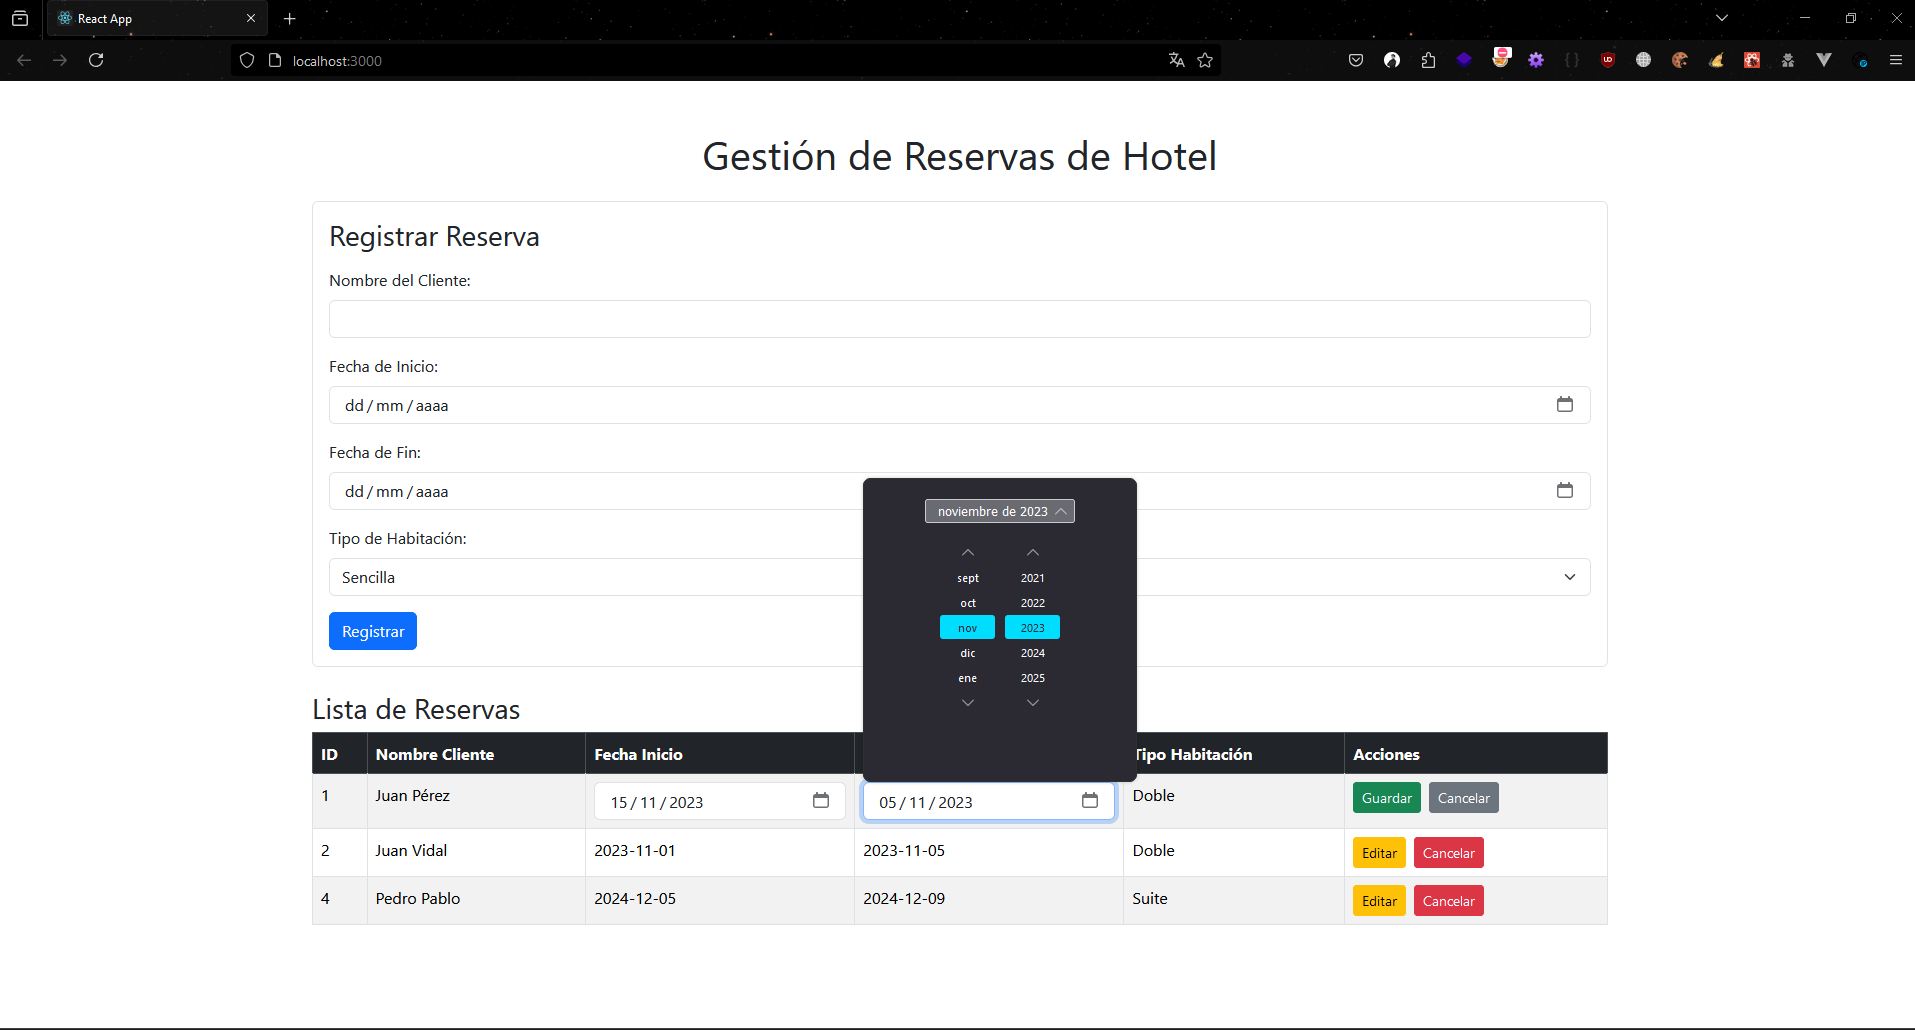 React App
localhost:3000
Gestión de Reservas de Hotel
Registrar Reserva
Nombre del Cliente:
Fecha de Inicio:
dd / mm / aaaa
Fecha de Fin:
dd / mm / aaaa
Tipo de Habitación:
Sencilla
Registrar
noviembre de 2023
sept 2021
oct 2022
nov 2023
dic 2024
ene 2025
Lista de Reservas
ID Nombre Cliente Fecha Inicio Tipo Habitación Acciones
1 Juan Pérez 15 / 11 / 2023 05 / 11 / 2023 Doble Guardar Cancelar
2 Juan Vidal 2023-11-01 2023-11-05 Doble Editar Cancelar
4 Pedro Pablo 2024-12-05 2024-12-09 Suite Editar Cancelar